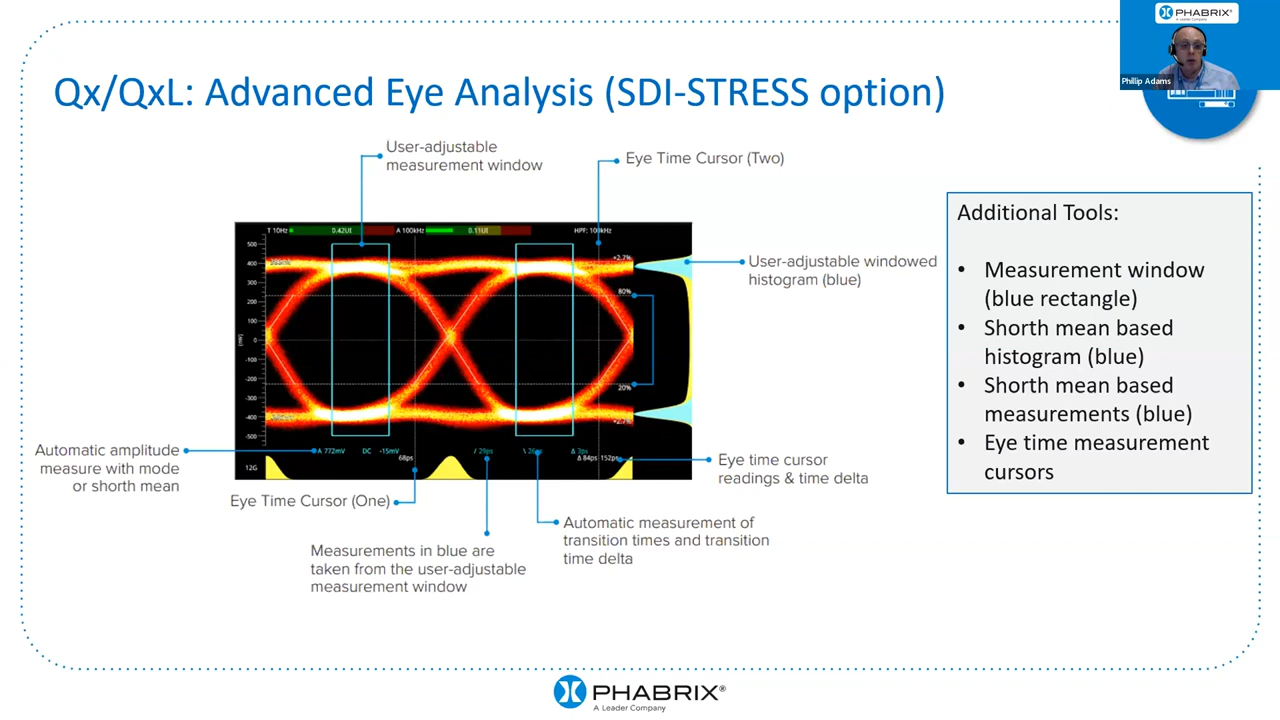 PHABRIX®
A Leader Company
Phillip Adams
Qx/QxL: Advanced Eye Analysis (SDI-STRESS option)
User-adjustable
measurement window
Eye Time Cursor (Two)
T 10Hz
0.42UI
A 100kHz
0.11UI
HPF: 100kHz
500
400
300
200
100
0
-100
-200
-300
-400
-500
(mV)
+2.7%
80%
20%
User-adjustable windowed
histogram (blue)
A 772mV
DC -15mV
68ps
/ 29ps
\ 26ps
Δ 3ps
Δ 84ps
152ps
12G
Automatic amplitude
measure with mode
or shorth mean
Eye Time Cursor (One)
Measurements in blue are
taken from the user-adjustable
measurement window
Automatic measurement of
transition times and transition
time delta
Eye time cursor
readings & time delta
Additional Tools:
• Measurement window
(blue rectangle)
• Shorth mean based
histogram (blue)
• Shorth mean based
measurements (blue)
• Eye time measurement
cursors
PHABRIX®
A Leader Company